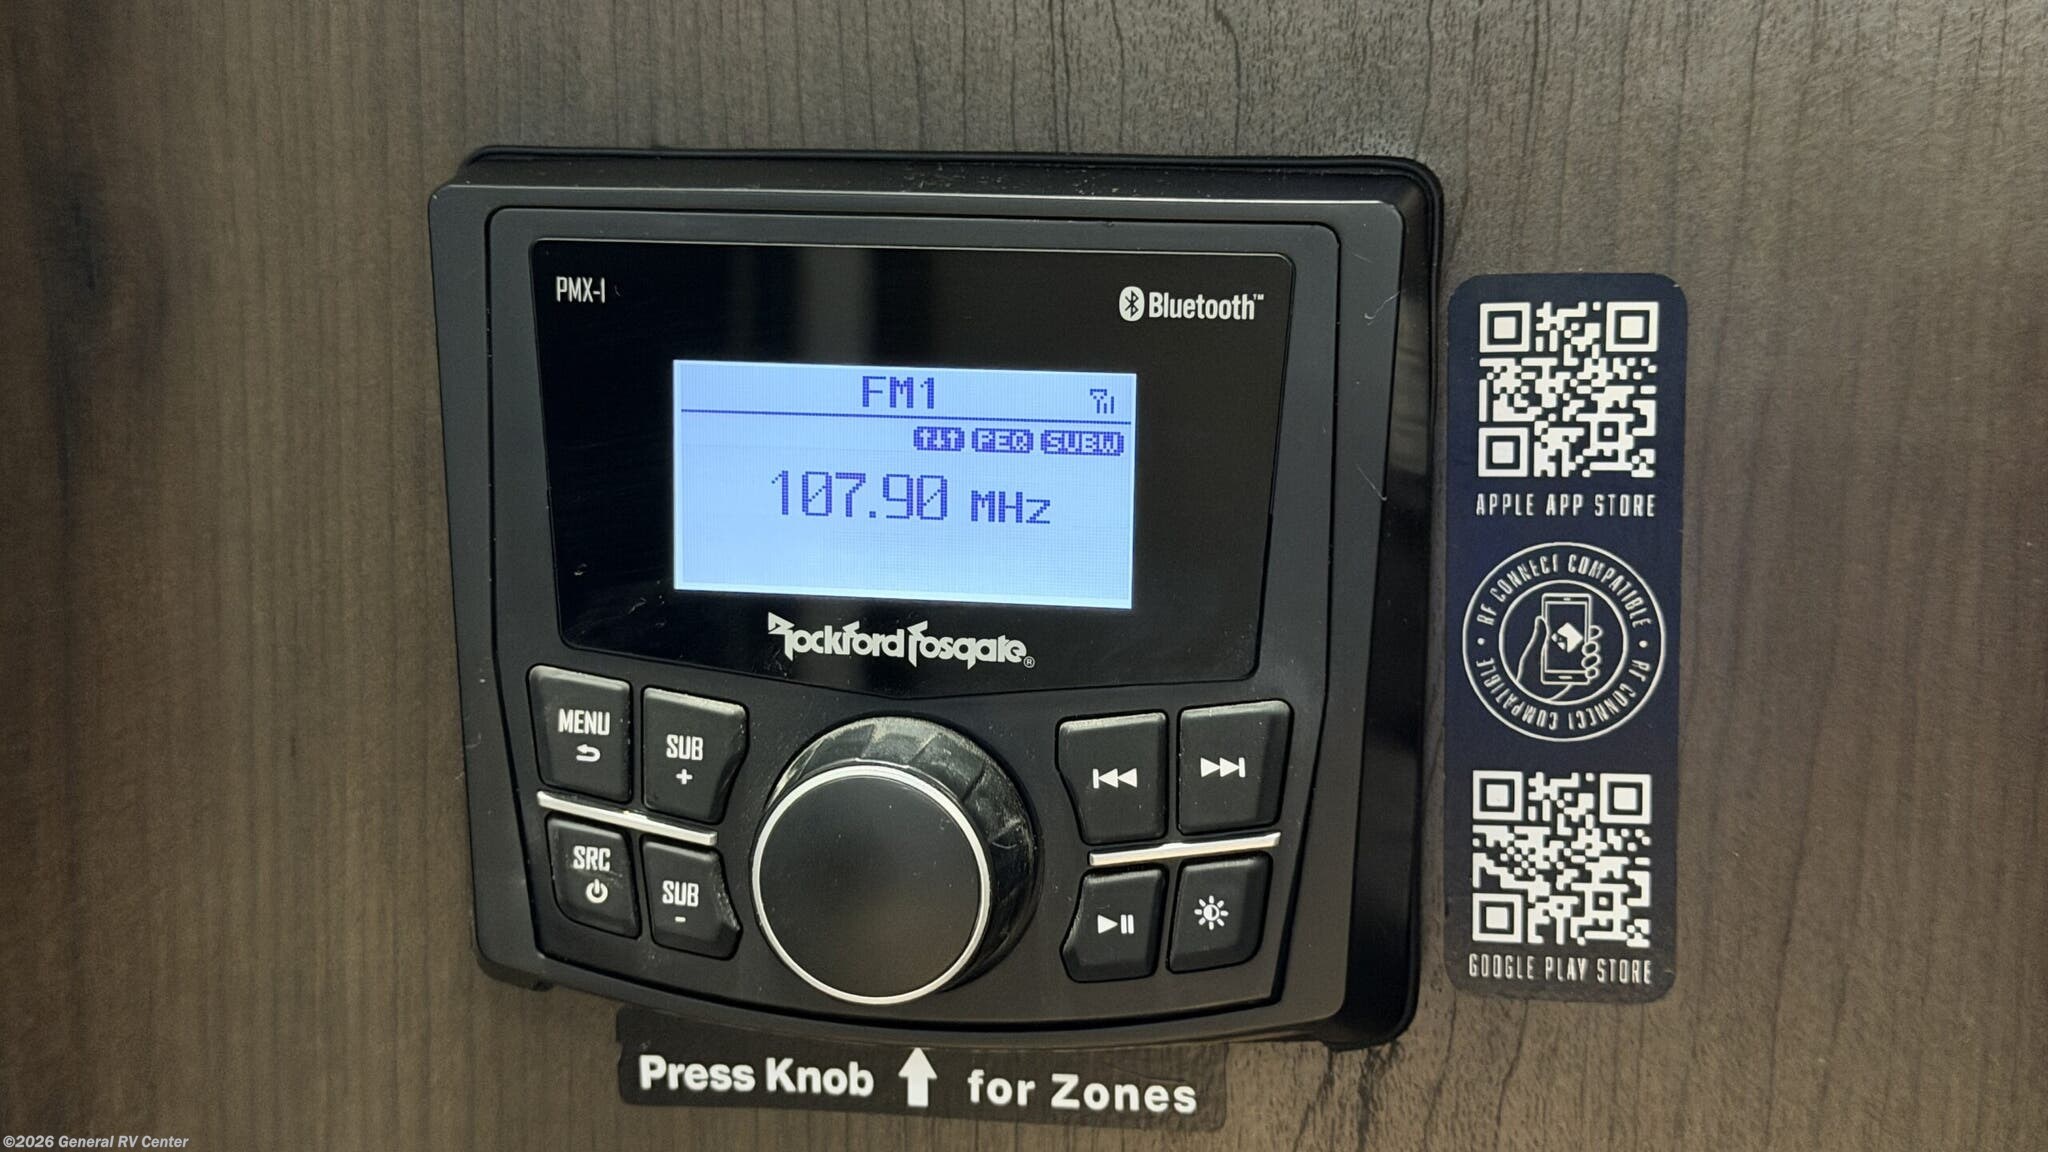 PMX-1
Bluetooth™
FM1
PEQ SUBW
107.90 MHz
Rockford Fosgate®
MENU
SUB
+
SRC
SUB
-
APPLE APP STORE
RF CONNECT COMPATIBLE • RF CONNECT COMPATIBLE •
GOOGLE PLAY STORE
Press Knob ↑ for Zones
©2026 General RV Center